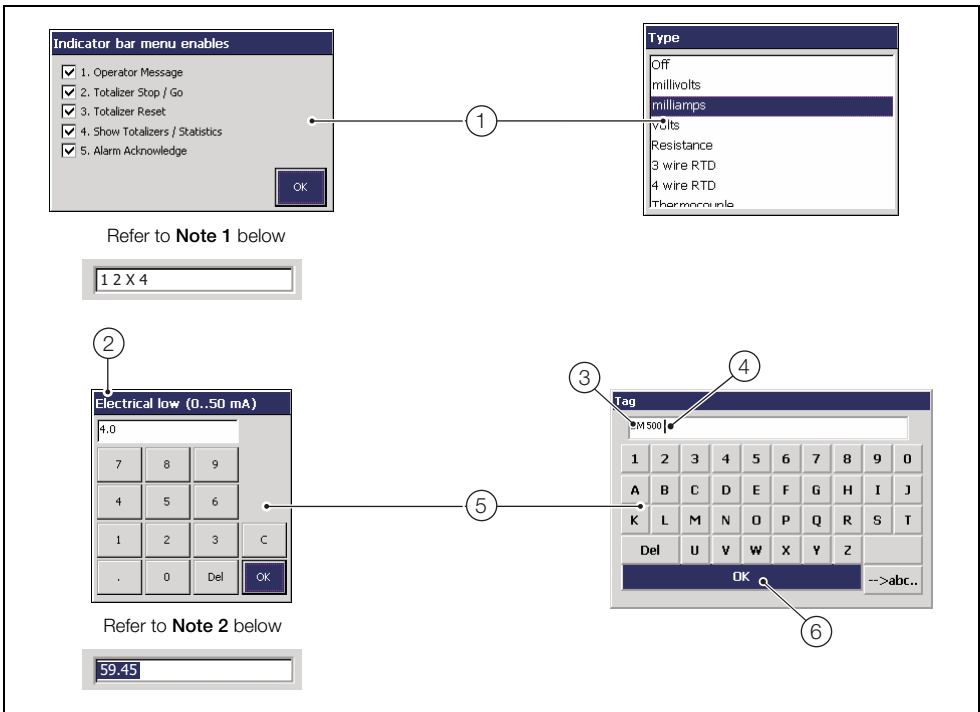 Indicator bar menu enables
1. Operator Message
2. Totalizer Stop / Go
3. Totalizer Reset
4. Show Totalizers / Statistics
5. Alarm Acknowledge
OK
Refer to Note 1 below
1 2 X 4
1
Type
Off
millivolts
milliamps
Volts
Resistance
3 wire RTD
4 wire RTD
Thermocouple
2
Electrical low (0..50 mA)
4.0
7 8 9
4 5 6
1 2 3 C
. 0 Del OK
Refer to Note 2 below
59.45
5
3
4
Tag
M500
1 2 3 4 5 6 7 8 9 0
A B C D E F G H I J
K L M N O P Q R S T
Del U V W X Y Z
OK -->abc..
6